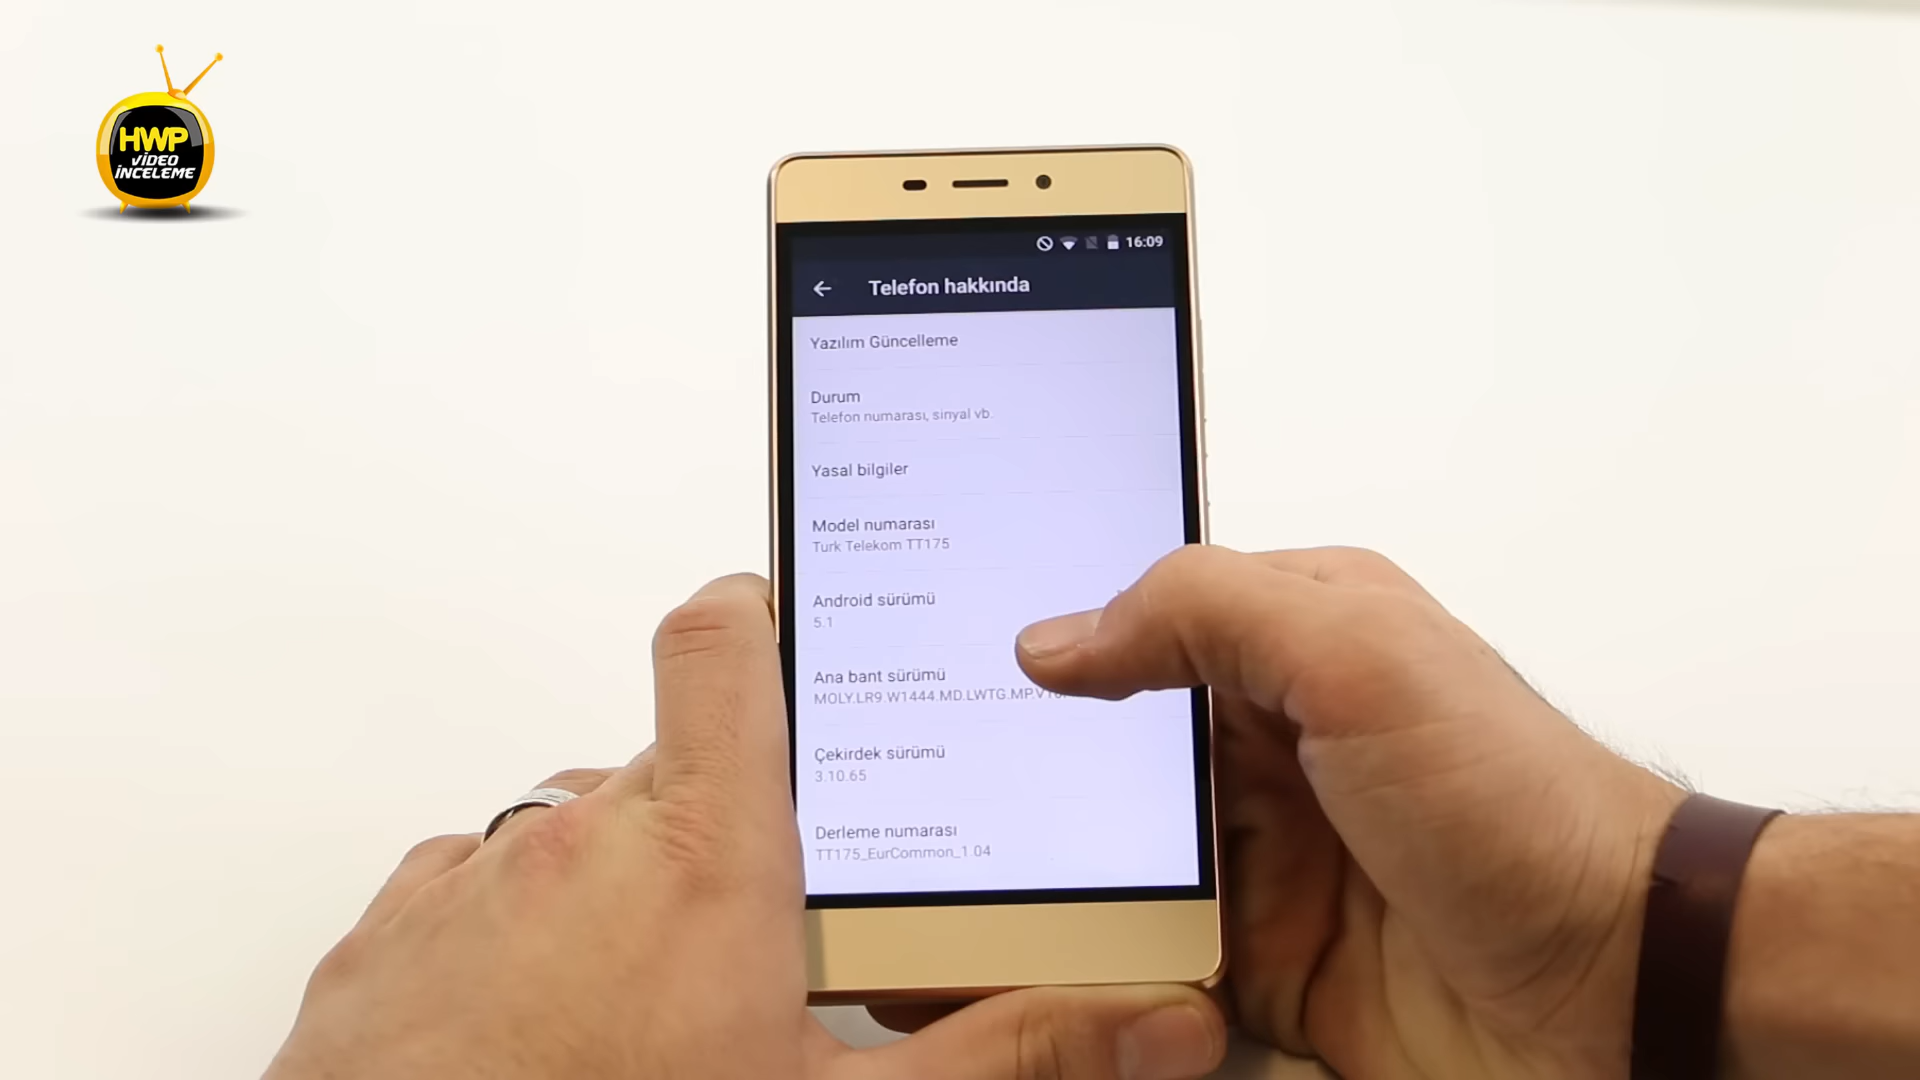 HWP
VİDEO
İNCELEME
16:09
Telefon hakkında
Yazılım Güncelleme
Durum
Telefon numarası, sinyal vb.
Yasal bilgiler
Model numarası
Türk Telekom TT175
Android sürümü
5.1
Ana bant sürümü
MOLY.LR9.W1444.MD.LWTG.MP.V
Çekirdek sürümü
3.10.65
Derleme numarası
TT175_EurCommon_1.04